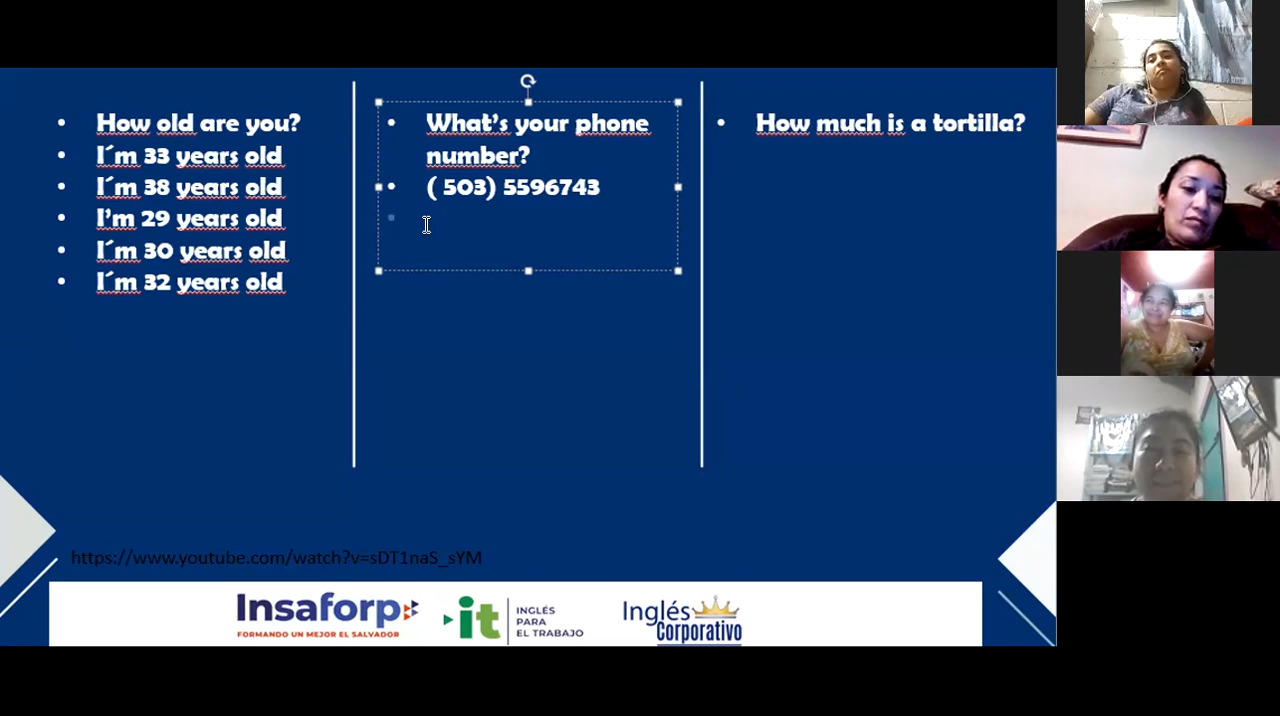 How old are you?
I´m 33 years old
I´m 38 years old
I'm 29 years old
I´m 30 years old
I´m 32 years old
What's your phone
number?
( 503) 5596743
How much is a tortilla?
https://www.youtube.com/watch?v=sDT1naS_sYM
Insaforp
FORMANDO UN MEJOR EL SALVADOR
it
INGLÉS
PARA
EL TRABAJO
Inglés
Corporativo